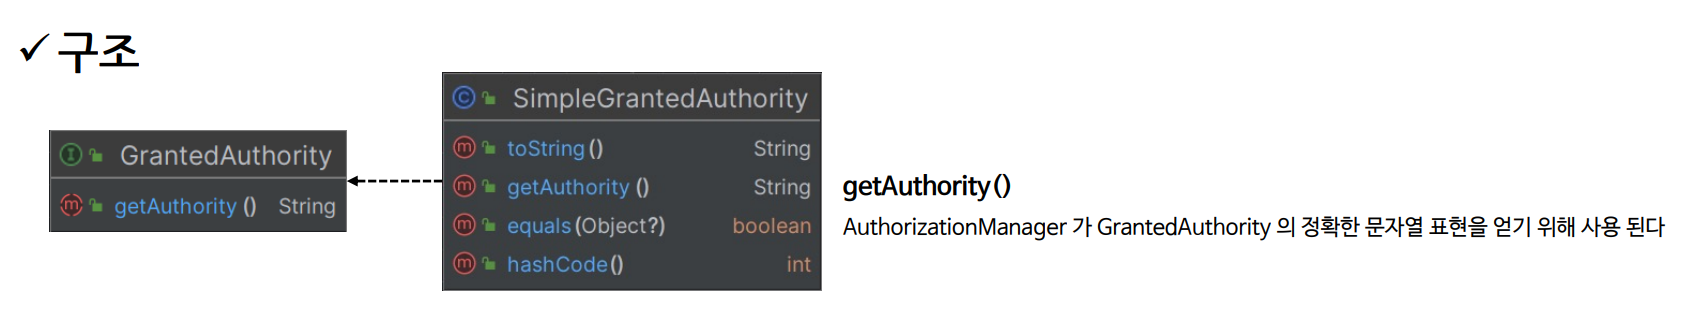 ✓ 구조
GrantedAuthority
getAuthority() String
SimpleGrantedAuthority
toString() String
getAuthority() String
equals(Object?) boolean
hashCode() int
getAuthority()
AuthorizationManager 가 GrantedAuthority 의 정확한 문자열 표현을 얻기 위해 사용 된다